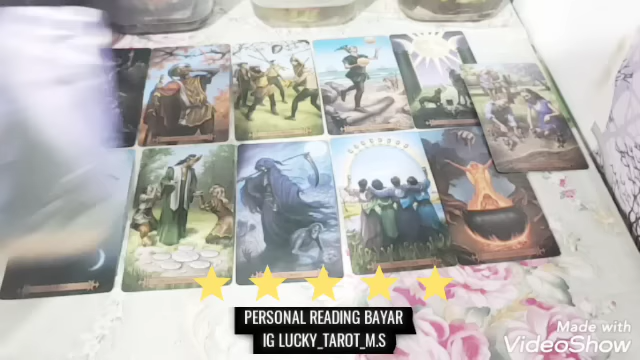 PERSONAL READING BAYAR
IG LUCKY_TAROT_M.S
Made with
VideoShow